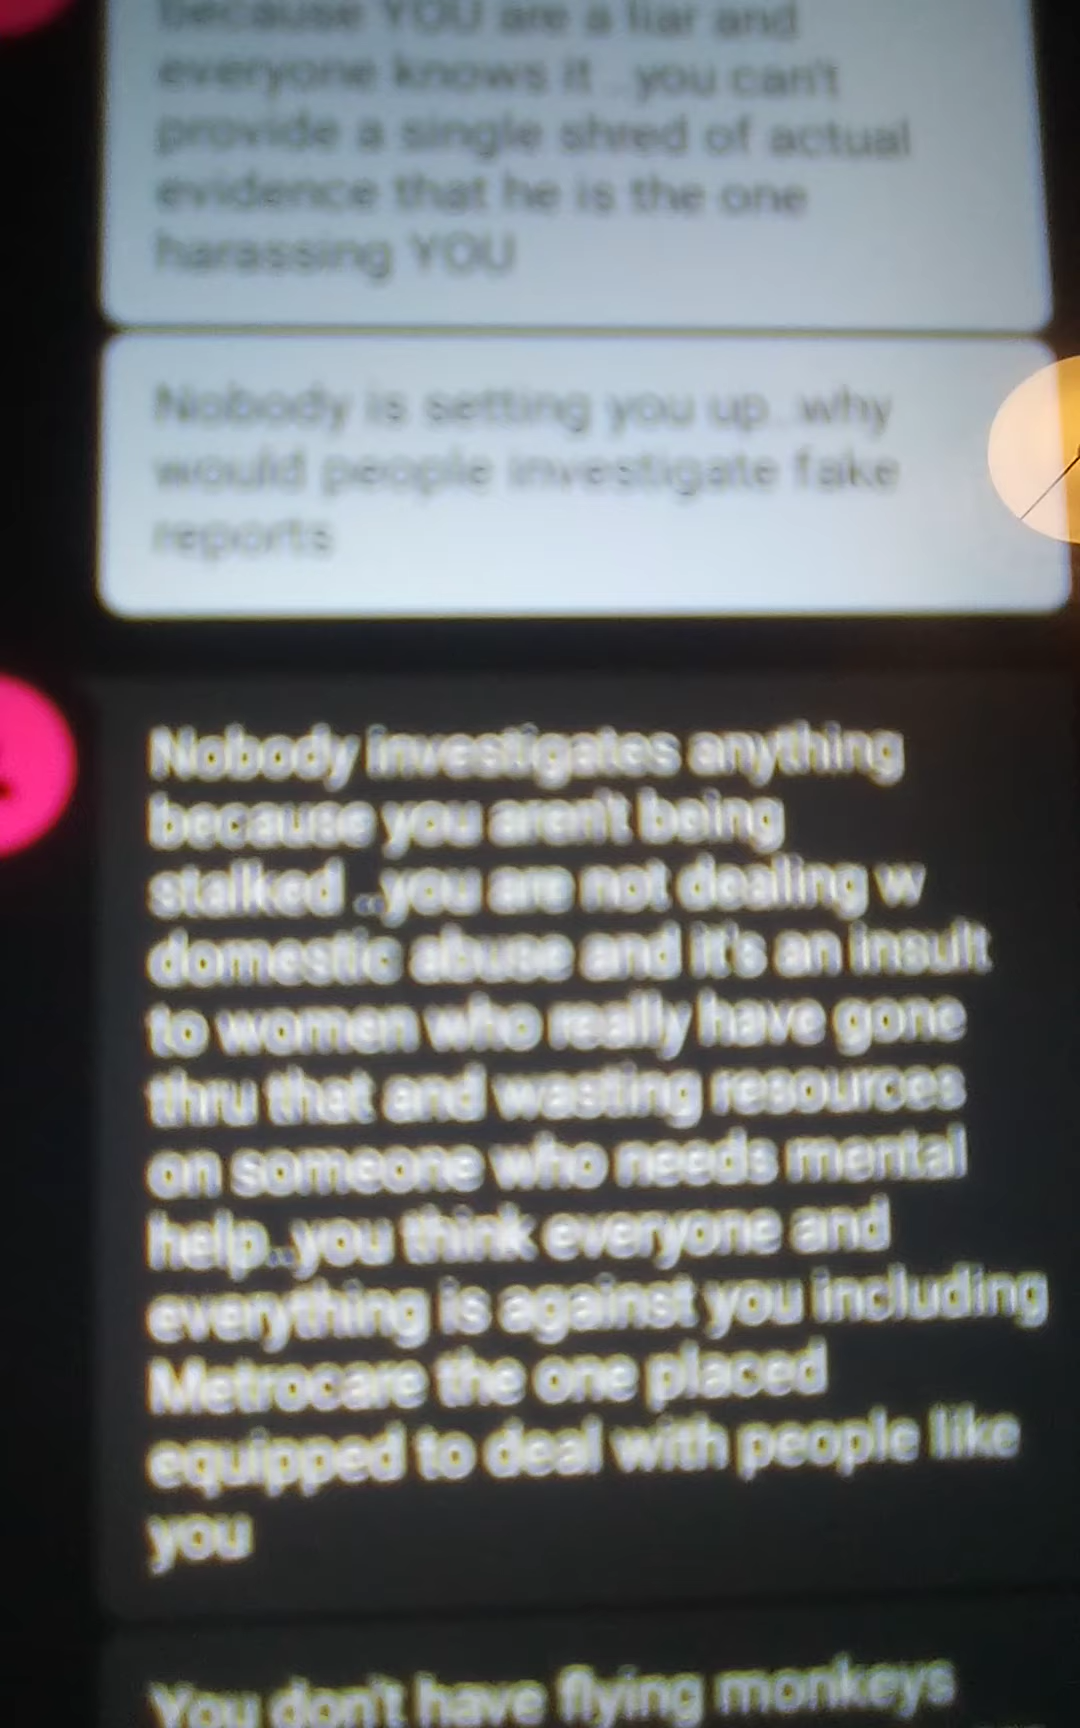 because YOU are a liar and
everyone knows it ..you can't
provide a single shred of actual
evidence that he is the one
harassing YOU
Nobody is setting you up..why
would people investigate fake
reports
Nobody investigates anything
because you aren't being
stalked ...you are not dealing w
domestic abuse and it's an insult
to women who really have gone
thru that and wasting resources
on someone who needs mental
help...you think everyone and
everything is against you including
Metrocare the one placed
equipped to deal with people like
you
You don't have flying monkeys